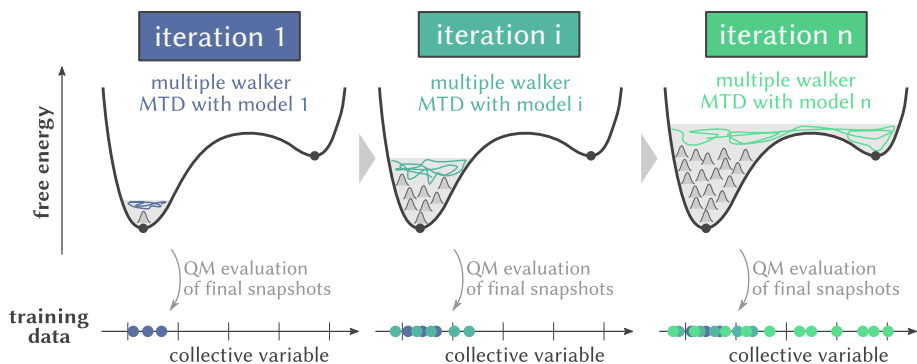 iteration 1
iteration i
iteration n
multiple walker
MTD with model 1
multiple walker
MTD with model i
multiple walker
MTD with model n
free energy
QM evaluation
of final snapshots
QM evaluation
of final snapshots
QM evaluation
of final snapshots
training
data
collective variable
collective variable
collective variable